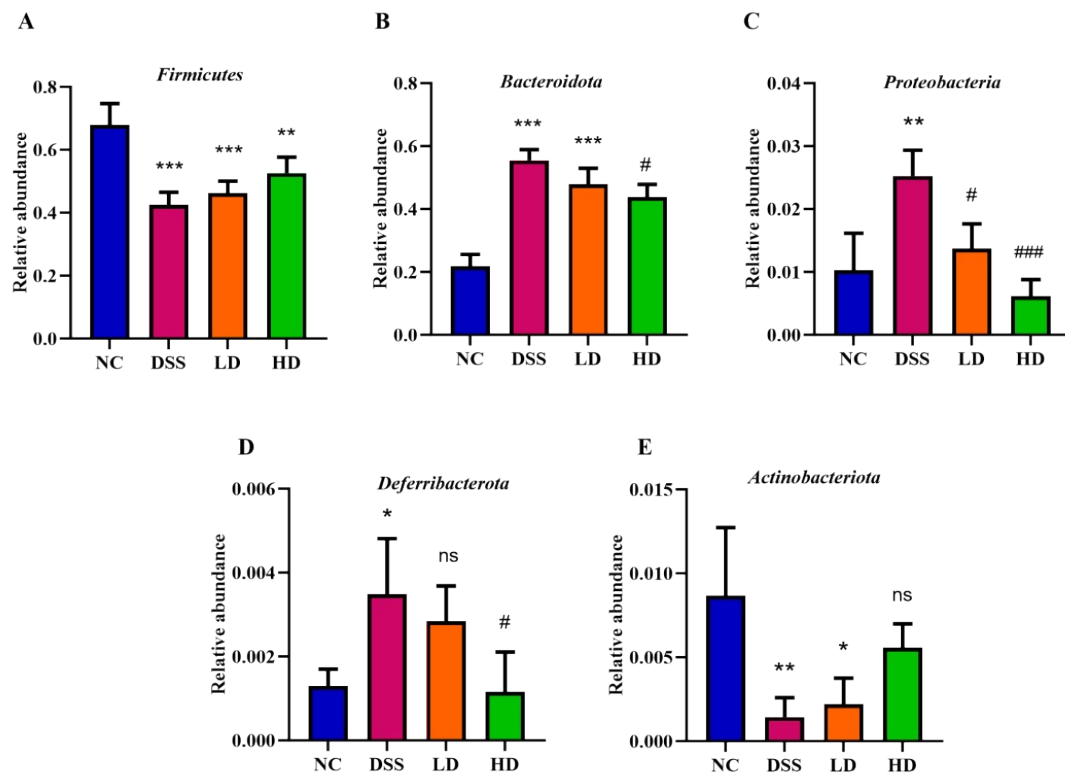 A
Firmicutes
0.8
0.6
0.4
0.2
0.0
Relative abundance
***
***
**
NC DSS LD HD
B
Bacteroidota
0.8
0.6
0.4
0.2
0.0
Relative abundance
***
***
#
NC DSS LD HD
C
Proteobacteria
0.04
0.03
0.02
0.01
0.00
Relative abundance
**
#
###
NC DSS LD HD
D
Deferribacterota
0.006
0.004
0.002
0.000
Relative abundance
*
ns
#
NC DSS LD HD
E
Actinobacteriota
0.015
0.010
0.005
0.000
Relative abundance
**
*
ns
NC DSS LD HD